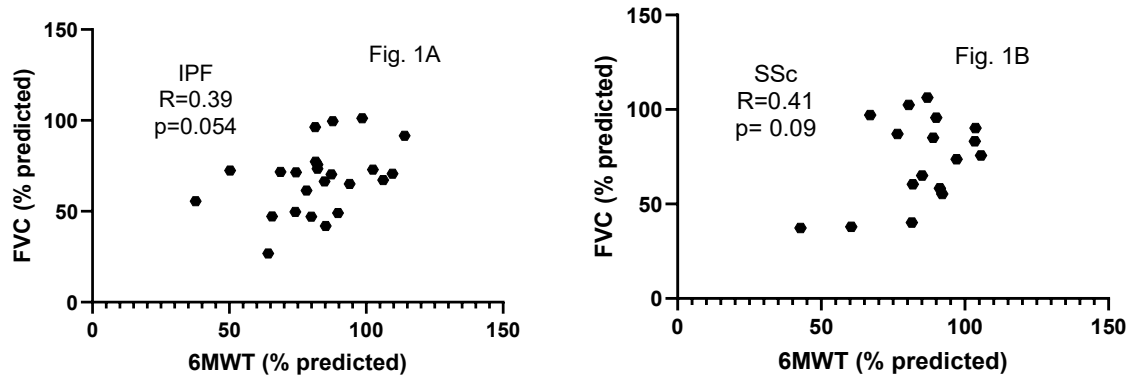 150
100
50
0
FVC (% predicted)
IPF
R=0.39
p=0.054
Fig. 1A
0
50
100
150
6MWT (% predicted)
150
100
50
0
FVC (% predicted)
SSc
R=0.41
p= 0.09
Fig. 1B
0
50
100
150
6MWT (% predicted)